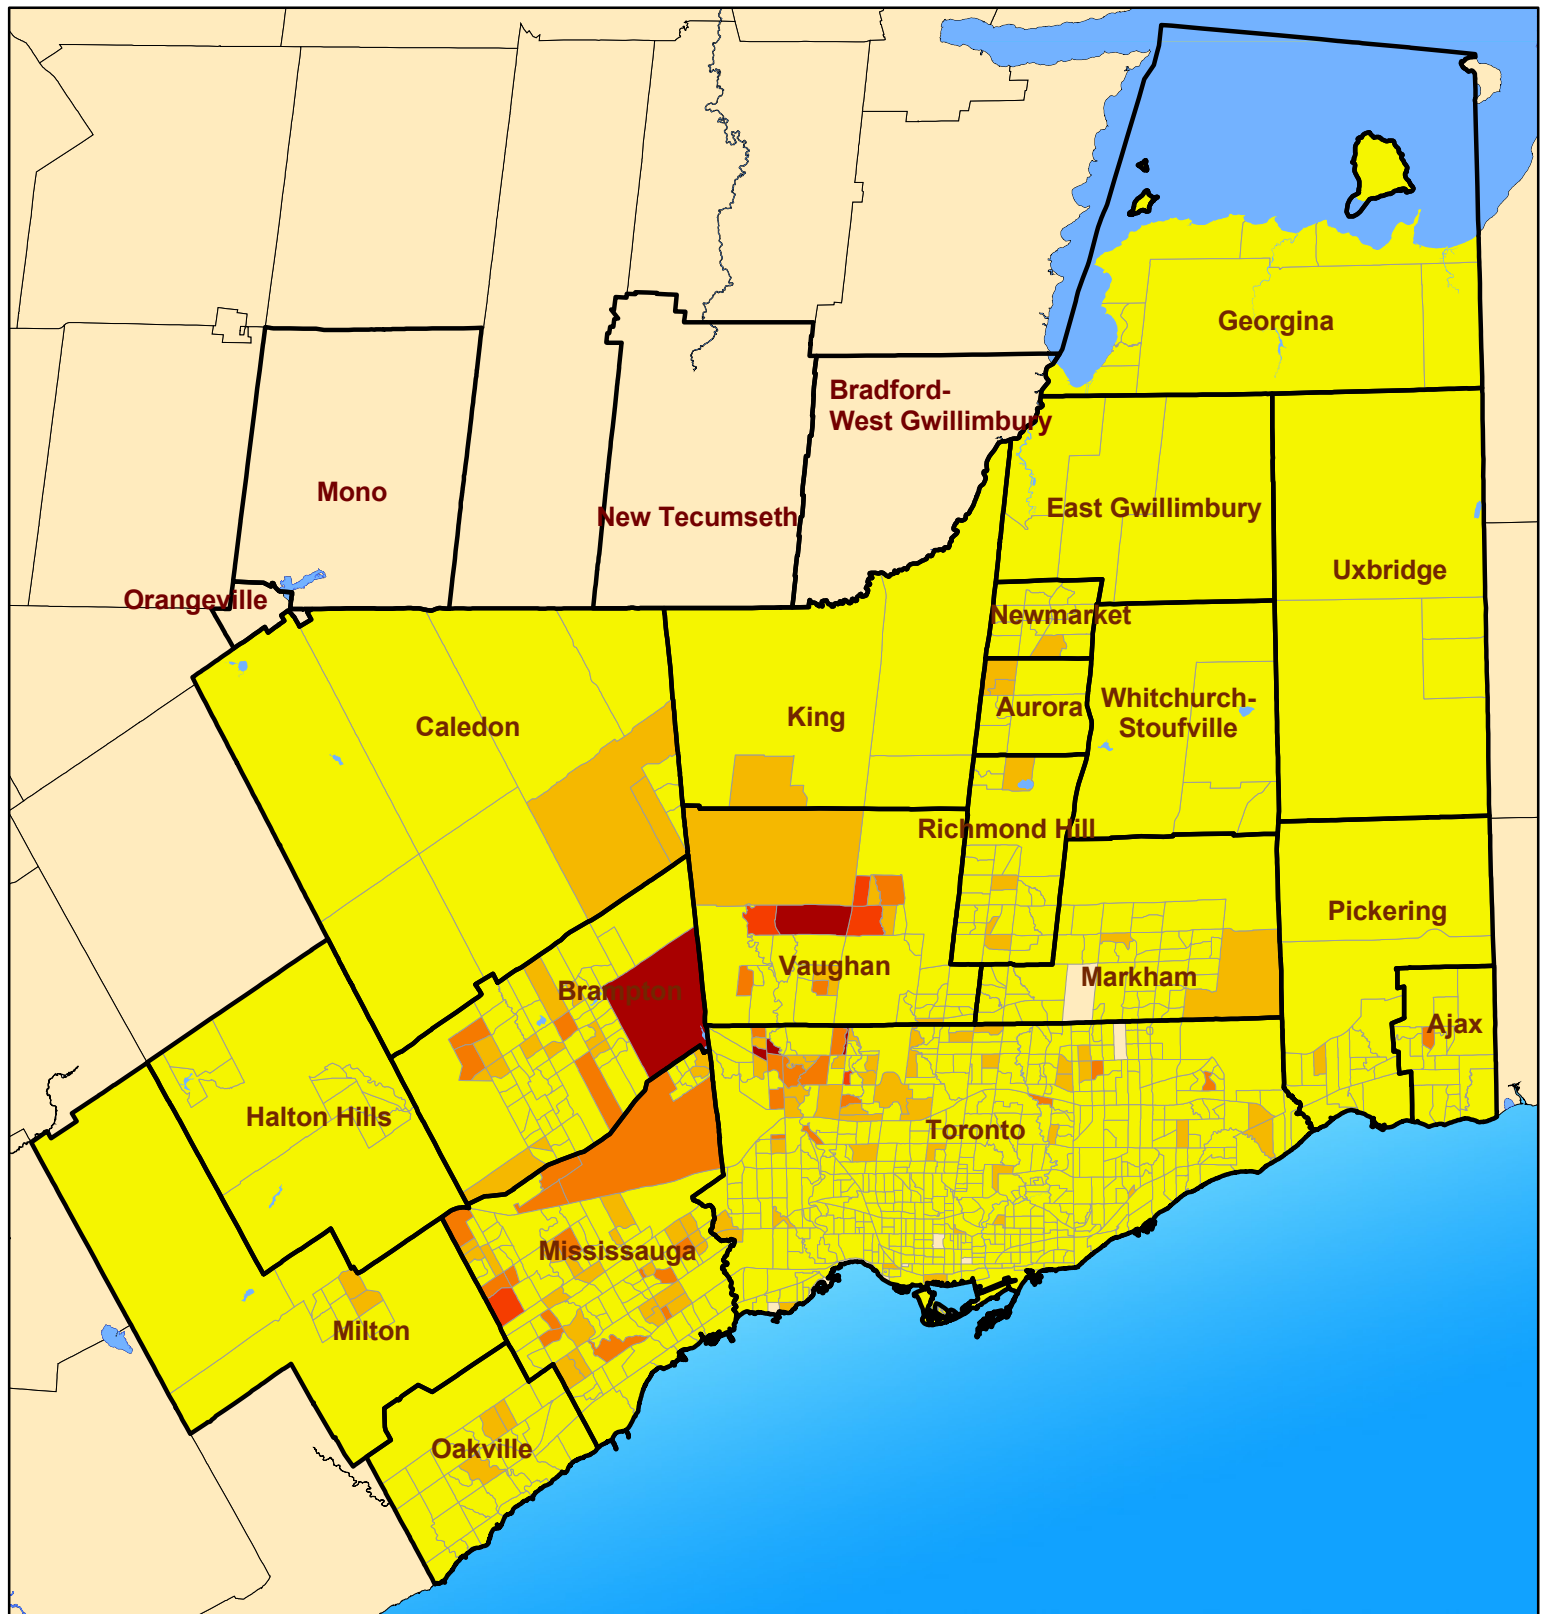 Georgina
Bradford-
West Gwillimbury
Mono
New Tecumseth
East Gwillimbury
Uxbridge
Orangeville
Newmarket
Caledon
King
Aurora
Whitchurch-
Stoufville
Richmond Hill
Pickering
Vaughan
Markham
Brampton
Ajax
Halton Hills
Toronto
Mississauga
Milton
Oakville